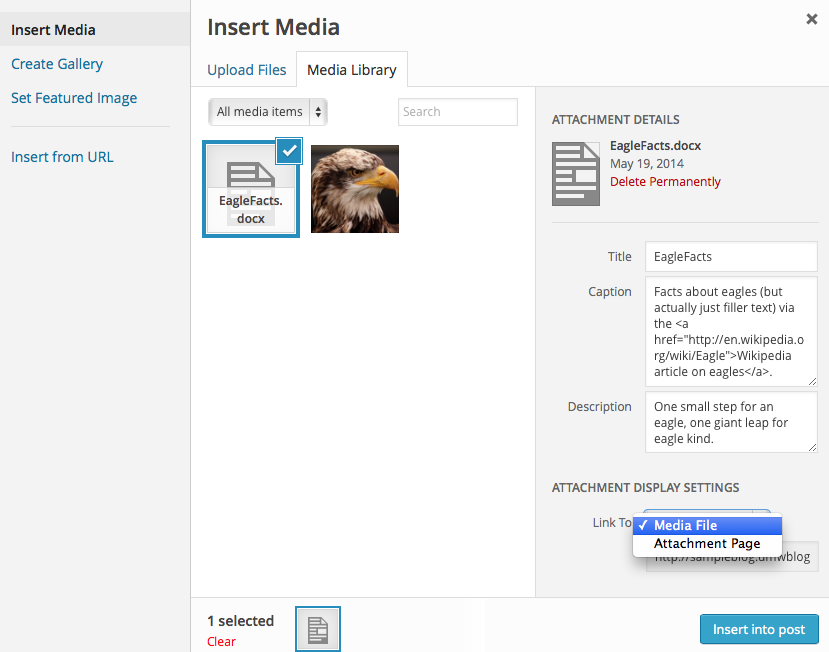 Insert Media
Create Gallery
Set Featured Image
Insert from URL
Insert Media
Upload Files
Media Library
All media items
Search
EagleFacts.
docx
ATTACHMENT DETAILS
EagleFacts.docx
May 19, 2014
Delete Permanently
Title
EagleFacts
Caption
Facts about eagles (but
actually just filler text) via
the <a
href="http://en.wikipedia.o
rg/wiki/Eagle">Wikipedia
article on eagles</a>.
Description
One small step for an
eagle, one giant leap for
eagle kind.
ATTACHMENT DISPLAY SETTINGS
Link To
Media File
Attachment Page
http://sampleblog.umwblog
1 selected
Clear
Insert into post